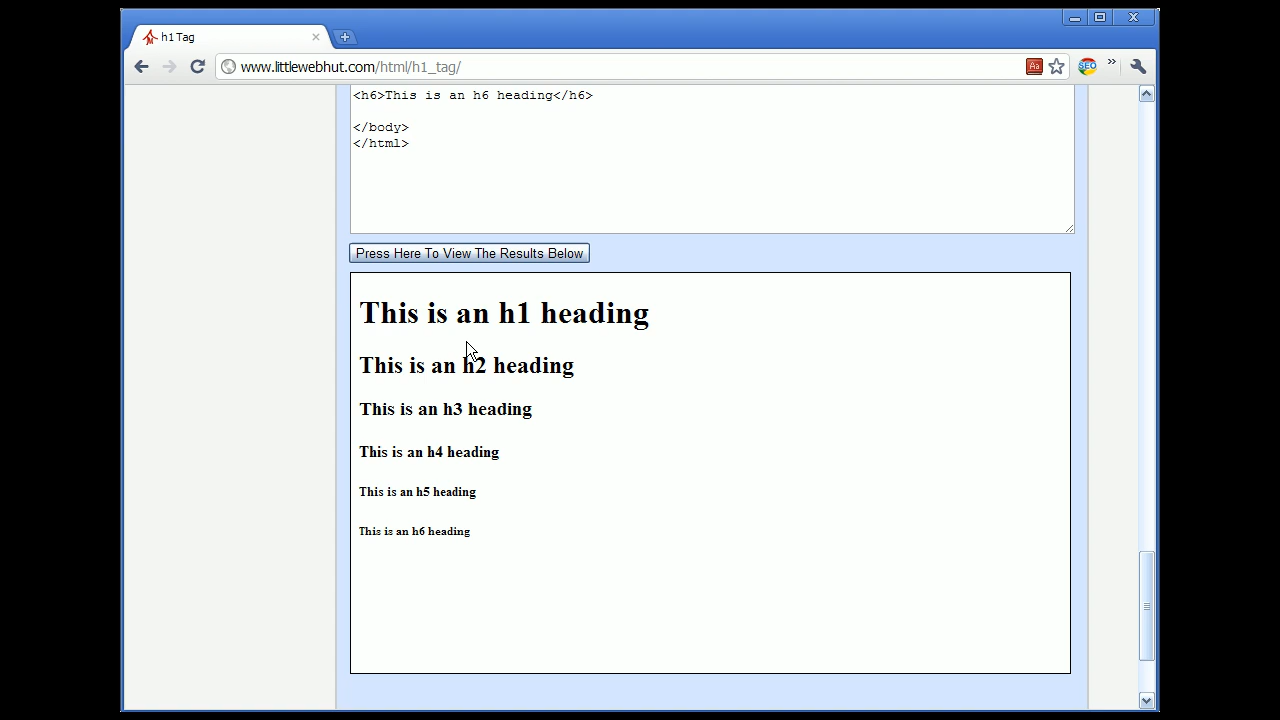 h1 Tag
www.littlewebhut.com/html/h1_tag/
Aa
SEO
<h6>This is an h6 heading</h6>
</body>
</html>
Press Here To View The Results Below
This is an h1 heading
This is an h2 heading
This is an h3 heading
This is an h4 heading
This is an h5 heading
This is an h6 heading